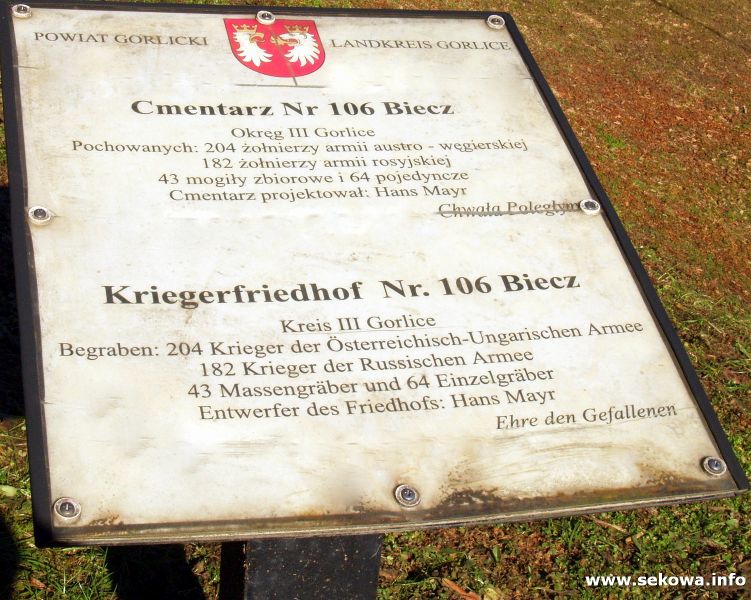 POWIAT GORLICKI LANDKREIS GORLICE
Cmentarz Nr 106 Biecz
Okręg III Gorlice
Pochowanych: 204 żołnierzy armii austro - węgierskiej
182 żołnierzy armii rosyjskiej
43 mogiły zbiorowe i 64 pojedyncze
Cmentarz projektował: Hans Mayr
Chwała Poległym
Kriegerfriedhof Nr. 106 Biecz
Kreis III Gorlice
Begraben: 204 Krieger der Österreichisch-Ungarischen Armee
182 Krieger der Russischen Armee
43 Massengräber und 64 Einzelgräber
Entwerfer des Friedhofs: Hans Mayr
Ehre den Gefallenen
www.sekowa.info